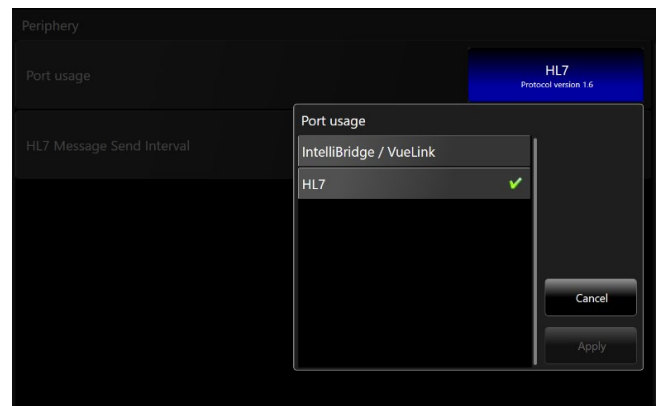 Periphery
Port usage
HL7
Protocol version 1.6
HL7 Message Send Interval
Port usage
IntelliBridge / VueLink
HL7
Cancel
Apply